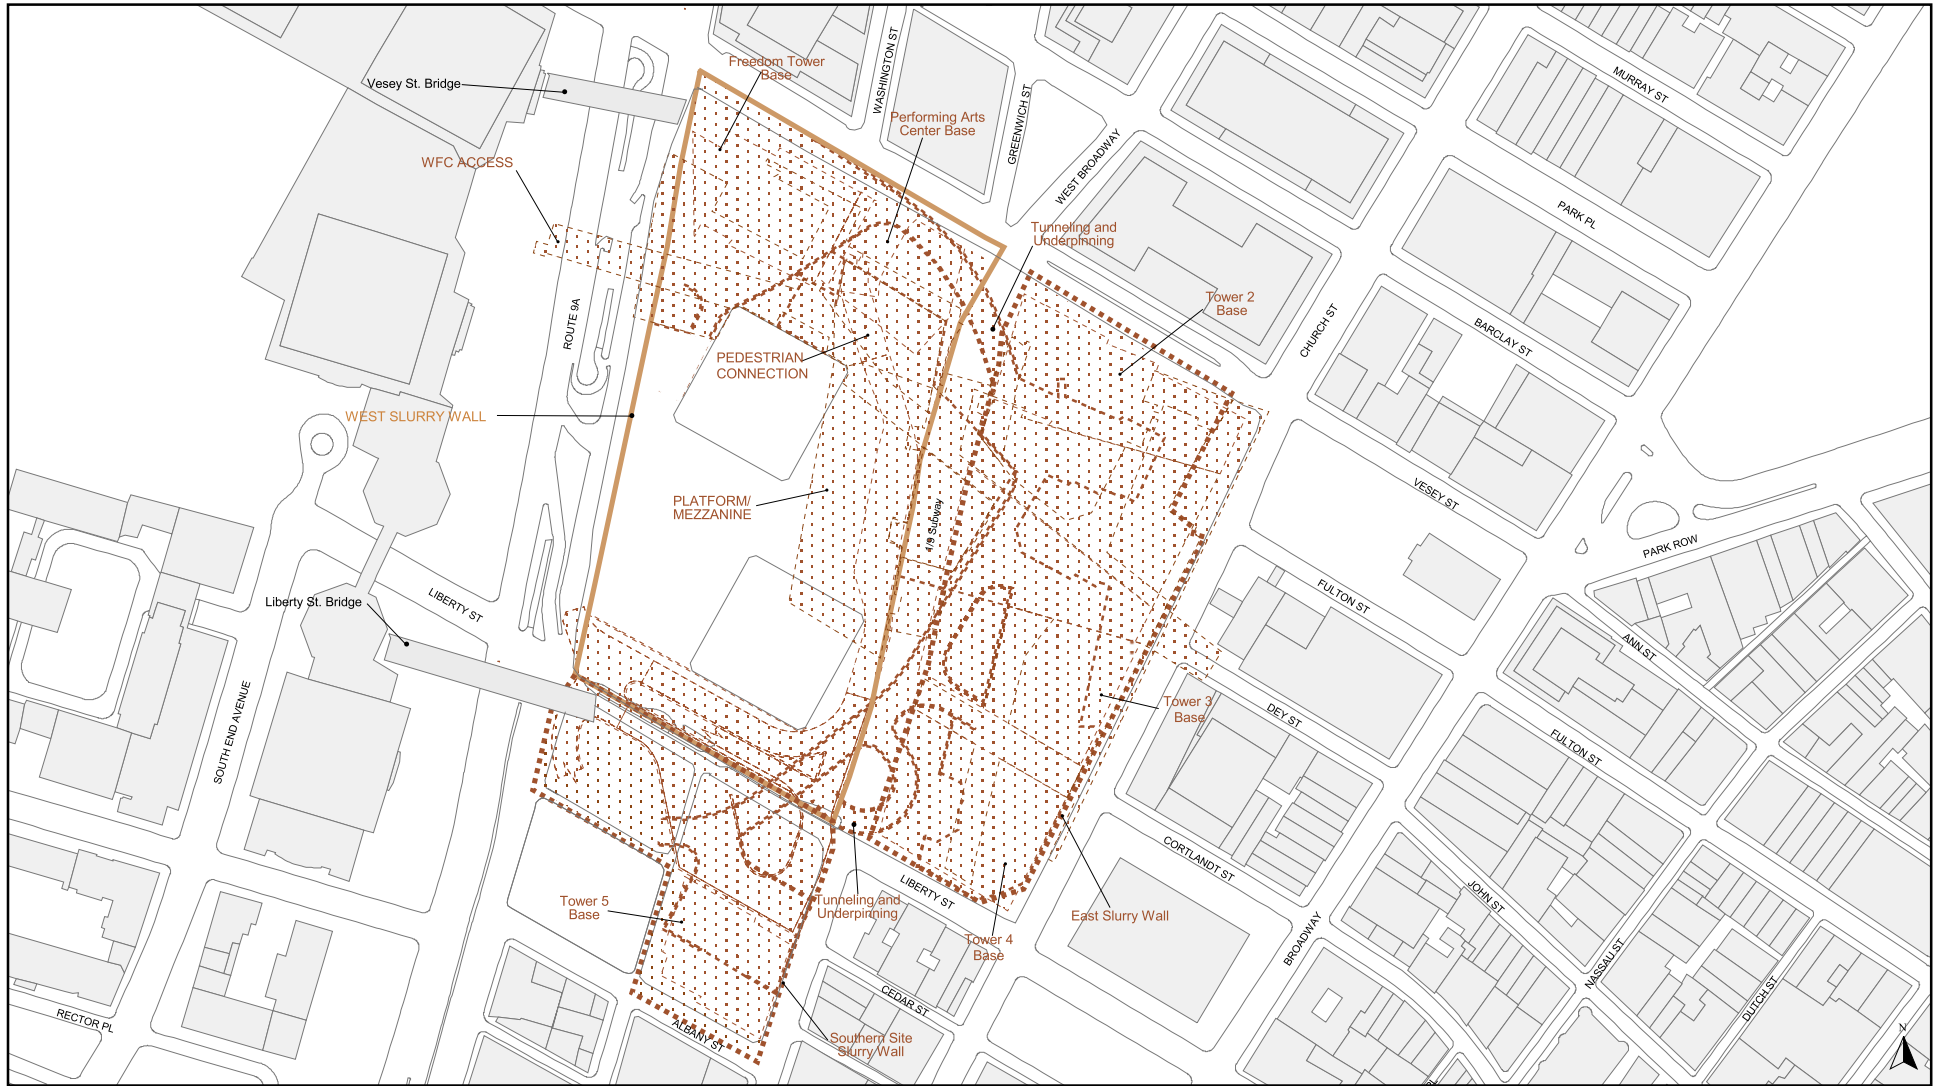 Freedom Tower
Base
WASHINGTON ST
MURRAY ST
Vesey St. Bridge
GREENWICH ST
Performing Arts
Center Base
WEST BROADWAY
WFC ACCESS
PARK PL
Tunneling and
Underpinning
Tower 2
Base
ROUTE 9A
CHURCH ST
BARCLAY ST
PEDESTRIAN
CONNECTION
WEST SLURRY WALL
VESEY ST
PLATFORM/
MEZZANINE
1/9 Subway
PARK ROW
Liberty St. Bridge
LIBERTY ST
FULTON ST
ANN ST
SOUTH END AVENUE
Tower 3
Base
DEY ST
FULTON ST
CORTLANDT ST
Tower 5
Base
Tunneling and
Underpinning
LIBERTY ST
JOHN ST
East Slurry Wall
BROADWAY
Tower 4
Base
NASSAU ST
DUTCH ST
CEDAR ST
RECTOR PL
ALBANY ST
Southern Site
Slurry Wall
N